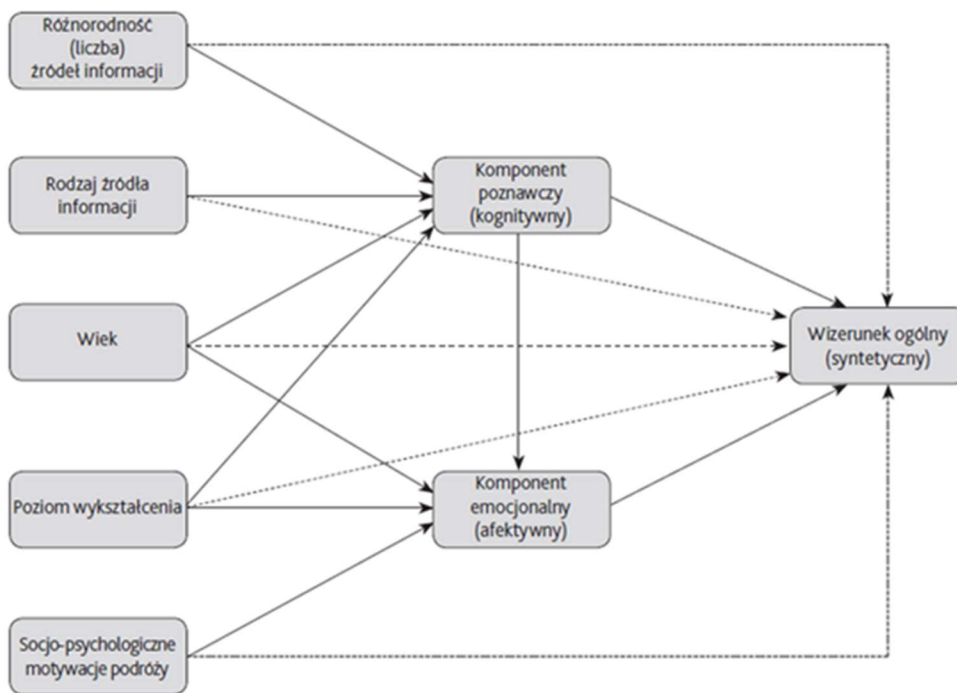 Różnorodność
(liczba)
źródeł informacji
Rodzaj źródła
informacji
Komponent
poznawczy
(kognitywny)
Wiek
Wizerunek ogólny
(syntetyczny)
Poziom wykształcenia
Komponent
emocjonalny
(afektywny)
Socjo-psychologiczne
motywacje podróży